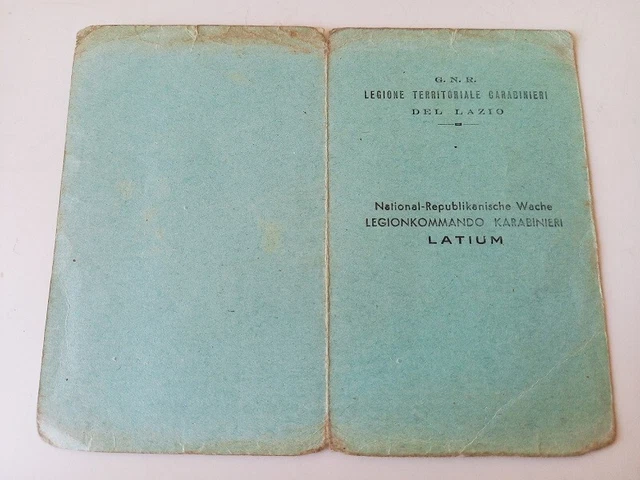 G. N. R.
LEGIONE TERRITORIALE CARABINIERI
DEL LAZIO
National-Republikanische Wache
LEGIONKOMMANDO KARABINIERI
LATIUM